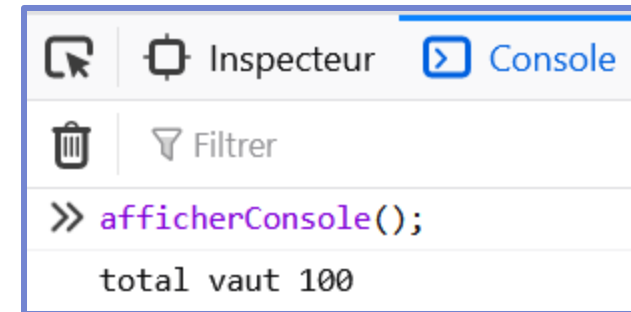 Inspecteur Console
Filtrer
>> afficherConsole();
total vaut 100